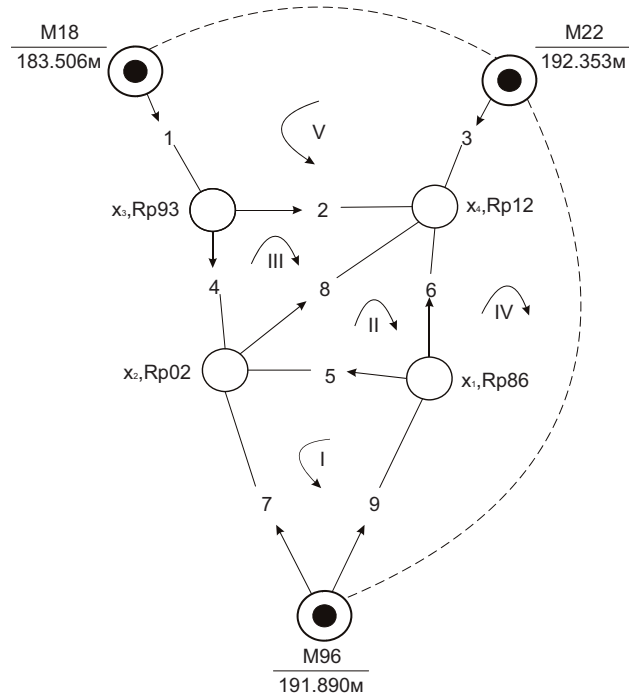 M18
183.506м
M22
192.353м
V
1
3
x₃,Rp93
2
x₄,Rp12
III
4
8
6
IV
II
x₂,Rp02
5
x₁,Rp86
I
7
9
M96
191.890м